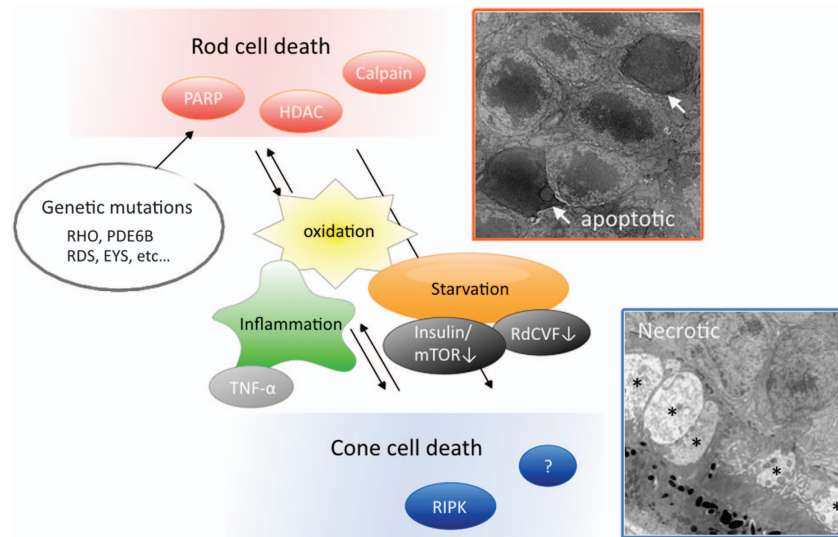 Rod cell death
Calpain
PARP
HDAC
Genetic mutations
RHO, PDE6B
RDS, EYS, etc...
oxidation
apoptotic
Starvation
Inflammation
Insulin/
mTOR↓
RdCVF↓
TNF-α
Necrotic
*
*
*
*
*
Cone cell death
?
RIPK